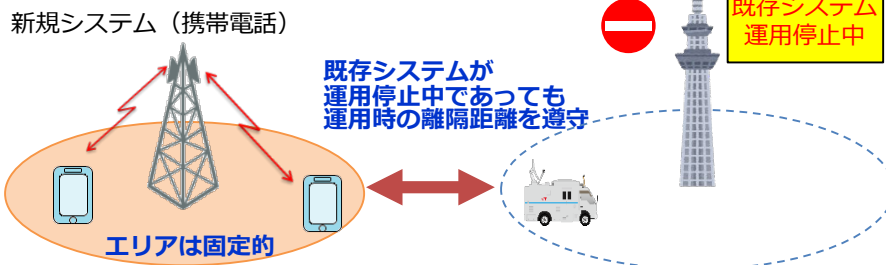 新規システム（携帯電話）
既存システム
運用停止中
既存システムが
運用停止中であっても
運用時の離隔距離を遵守
エリアは固定的